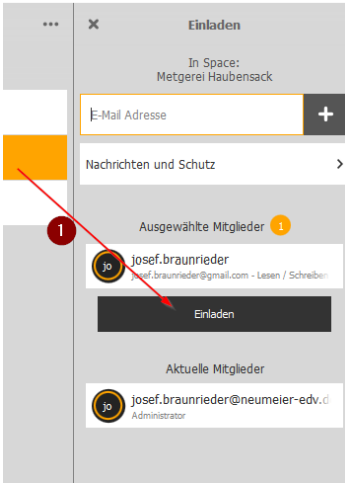 ••• × Einladen
In Space:
Metgerei Haubensack
E-Mail Adresse +
Nachrichten und Schutz >
1
Ausgewählte Mitglieder 1
jo josef.braunrieder
josef.braunrieder@gmail.com - Lesen / Schreiben
Einladen
Aktuelle Mitglieder
jo josef.braunrieder@neumeier-edv.d
Administrator